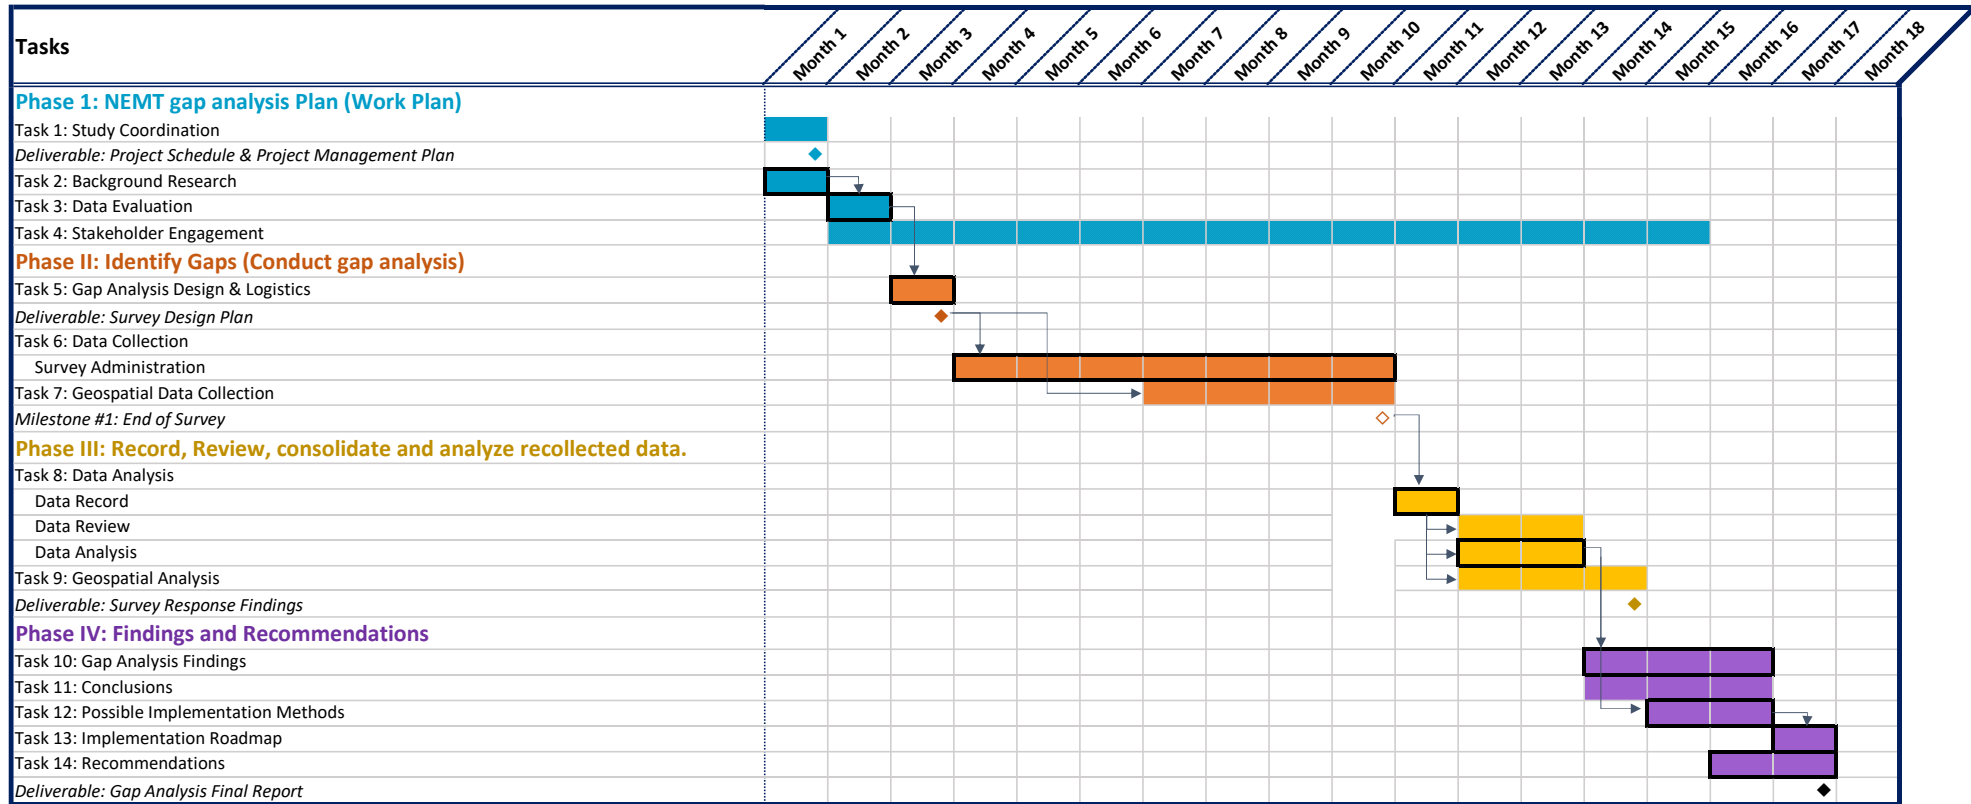 Tasks
Month 1
Month 2
Month 3
Month 4
Month 5
Month 6
Month 7
Month 8
Month 9
Month 10
Month 11
Month 12
Month 13
Month 14
Month 15
Month 16
Month 17
Month 18
Phase 1: NEMT gap analysis Plan (Work Plan)
Task 1: Study Coordination
Deliverable: Project Schedule & Project Management Plan
Task 2: Background Research
Task 3: Data Evaluation
Task 4: Stakeholder Engagement
Phase II: Identify Gaps (Conduct gap analysis)
Task 5: Gap Analysis Design & Logistics
Deliverable: Survey Design Plan
Task 6: Data Collection
Survey Administration
Task 7: Geospatial Data Collection
Milestone #1: End of Survey
Phase III: Record, Review, consolidate and analyze recollected data.
Task 8: Data Analysis
Data Record
Data Review
Data Analysis
Task 9: Geospatial Analysis
Deliverable: Survey Response Findings
Phase IV: Findings and Recommendations
Task 10: Gap Analysis Findings
Task 11: Conclusions
Task 12: Possible Implementation Methods
Task 13: Implementation Roadmap
Task 14: Recommendations
Deliverable: Gap Analysis Final Report